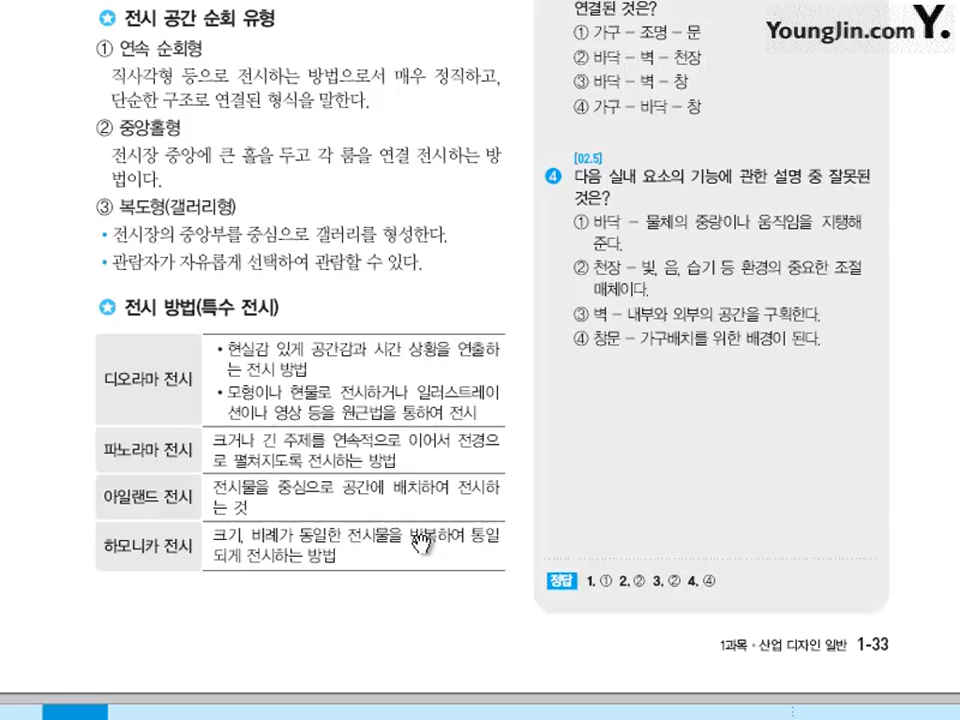 전시 공간 순회 유형
① 연속 순회형
직사각형 등으로 전시하는 방법으로서 매우 정직하고,
단순한 구조로 연결된 형식을 말한다.
② 중앙홀형
전시장 중앙에 큰 홀을 두고 각 룸을 연결 전시하는 방
법이다.
③ 복도형(갤러리형)
• 전시장의 중앙부를 중심으로 갤러리를 형성한다.
• 관람자가 자유롭게 선택하여 관람할 수 있다.
전시 방법(특수 전시)
디오라마 전시
• 현실감 있게 공간감과 시간 상황을 연출하
는 전시 방법
• 모형이나 현물로 전시하거나 일러스트레이
션이나 영상 등을 원근법을 통하여 전시
파노라마 전시
크거나 긴 주제를 연속적으로 이어서 전경으
로 펼쳐지도록 전시하는 방법
아일랜드 전시
전시물을 중심으로 공간에 배치하여 전시하
는 것
하모니카 전시
크기, 비례가 동일한 전시물을 반복하여 통일
되게 전시하는 방법
연결된 것은?
① 가구 – 조명 – 문
② 바닥 – 벽 – 천장
③ 바닥 – 벽 – 창
④ 가구 – 바닥 – 창
[02.5]
4 다음 실내 요소의 기능에 관한 설명 중 잘못된
것은?
① 바닥 – 물체의 중량이나 움직임을 지탱해
준다.
② 천장 – 빛, 음, 습기 등 환경의 중요한 조절
매체이다.
③ 벽 – 내부와 외부의 공간을 구획한다.
④ 창문 – 가구배치를 위한 배경이 된다.
정답 1. ① 2. ② 3. ② 4. ④
1과목 • 산업 디자인 일반 1-33
Younglin.com Y.